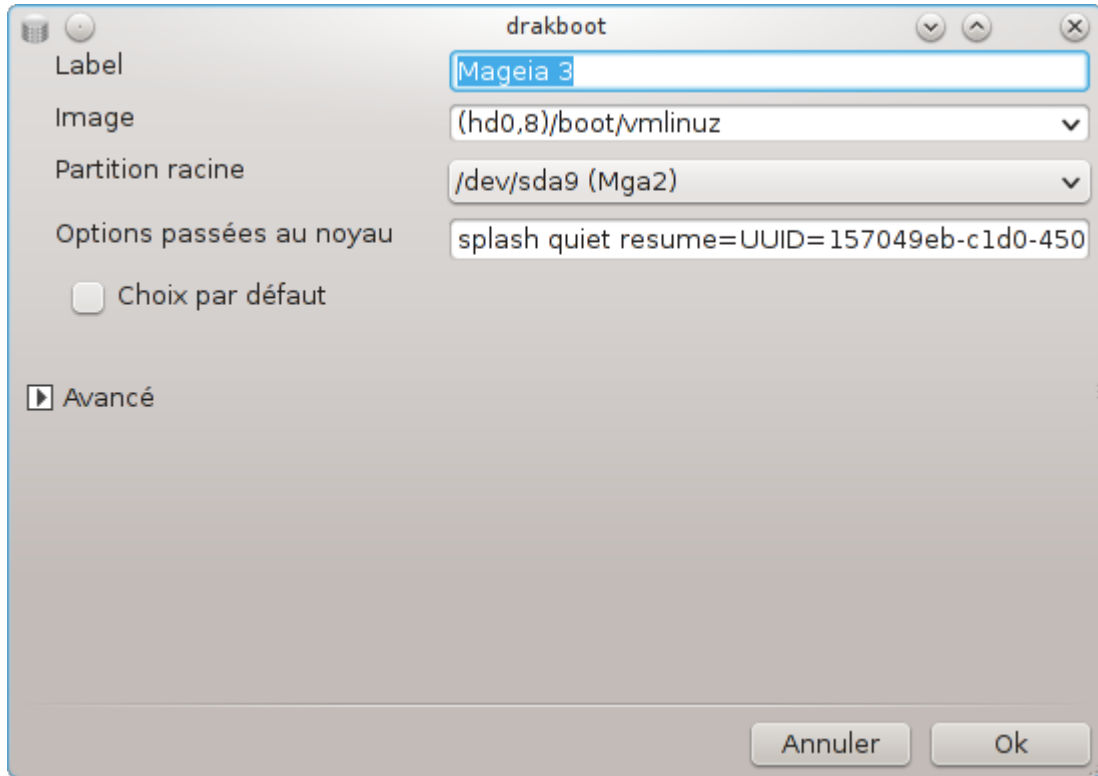 drakboot
Label
Mageia 3
Image
(hd0,8)/boot/vmlinuz
Partition racine
/dev/sda9 (Mga2)
Options passées au noyau
splash quiet resume=UUID=157049eb-c1d0-450
Choix par défaut
Avancé
Annuler
Ok